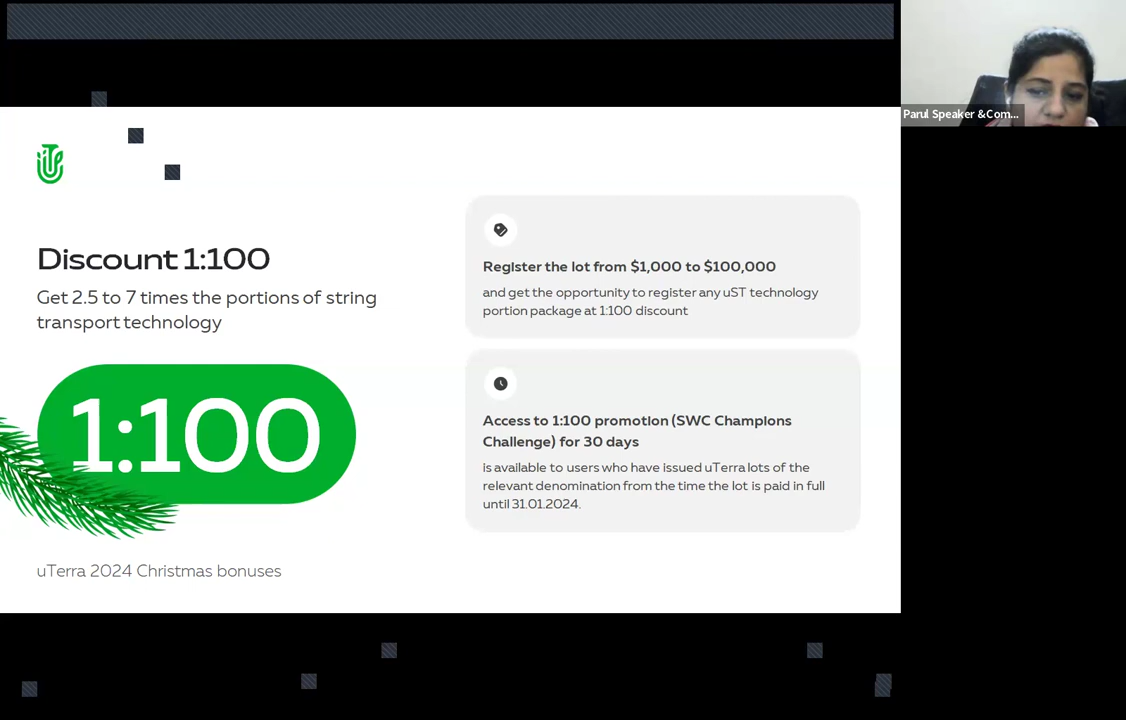 Parul Speaker &Com...
Discount 1:100
Get 2.5 to 7 times the portions of string
transport technology
1:100
uTerra 2024 Christmas bonuses
Register the lot from $1,000 to $100,000
and get the opportunity to register any uST technology
portion package at 1:100 discount
Access to 1:100 promotion (SWC Champions
Challenge) for 30 days
is available to users who have issued uTerra lots of the
relevant denomination from the time the lot is paid in full
until 31.01.2024.